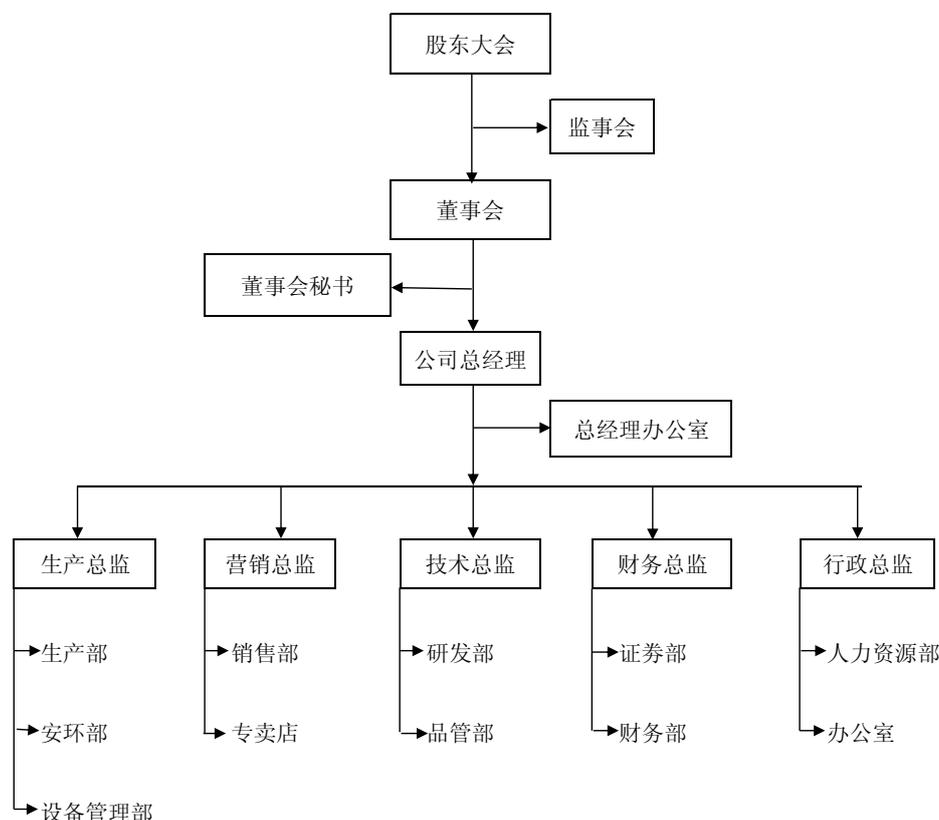 股东大会
监事会
董事会
董事会秘书
公司总经理
总经理办公室
生产总监
营销总监
技术总监
财务总监
行政总监
生产部
销售部
研发部
证券部
人力资源部
安环部
专卖店
品管部
财务部
办公室
设备管理部